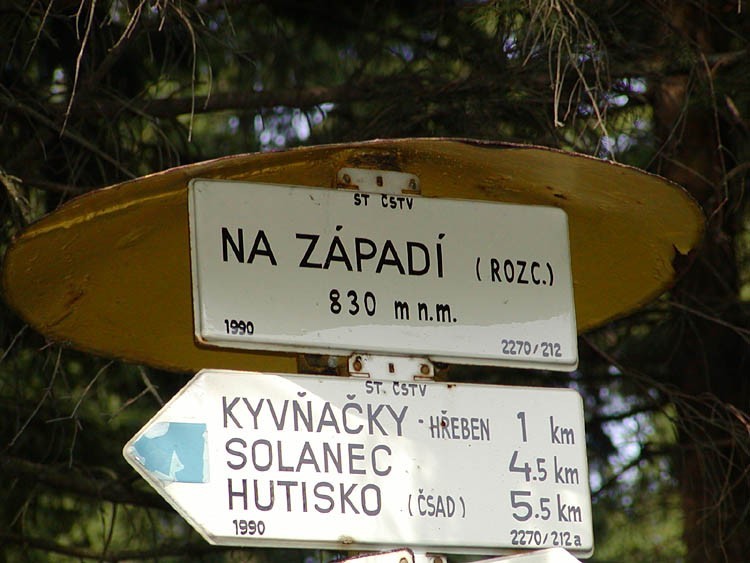 ST ČSTV
NA ZÁPADÍ (ROZC.)
830 m n.m.
1990 2270/212
ST. ČSTV
KYVŇAČKY - HŘEBEN 1 km
SOLANEC 4.5 km
HUTISKO (ČSAD) 5.5 km
1990 2270/212a